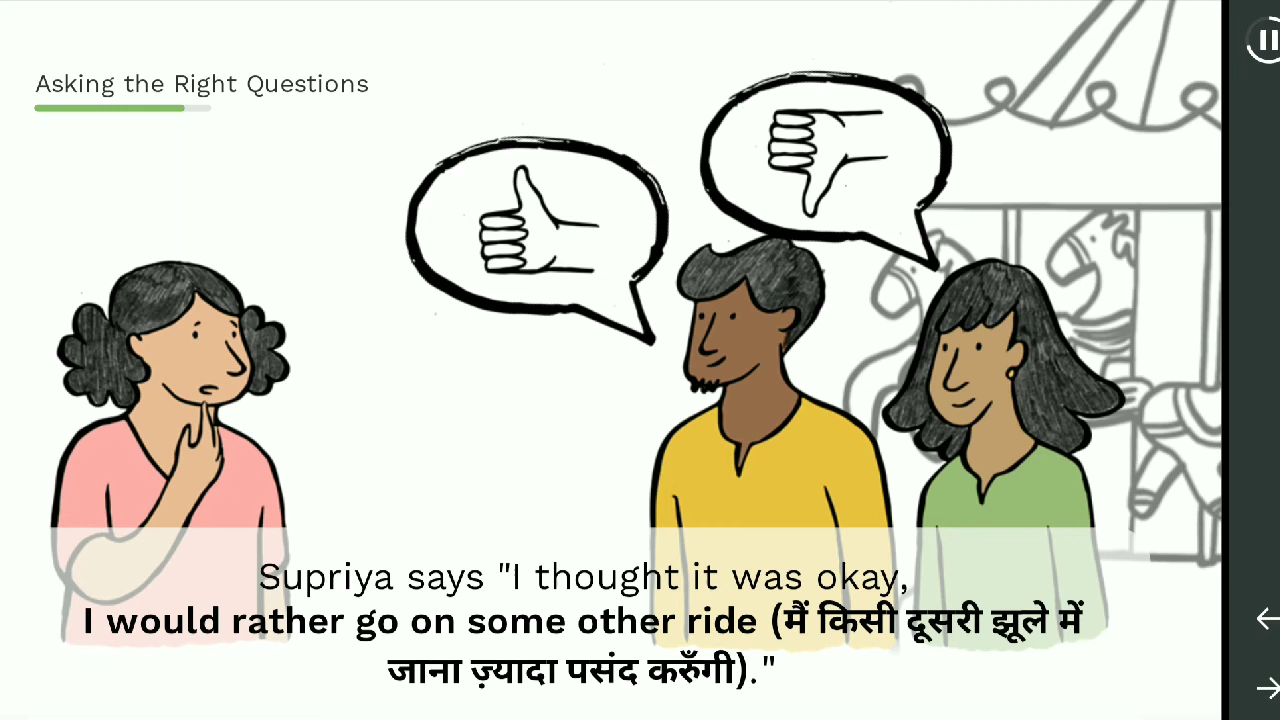 Asking the Right Questions
Supriya says "I thought it was okay,
I would rather go on some other ride (मैं किसी दूसरी झूले में
जाना ज़्यादा पसंद करुँगी)."